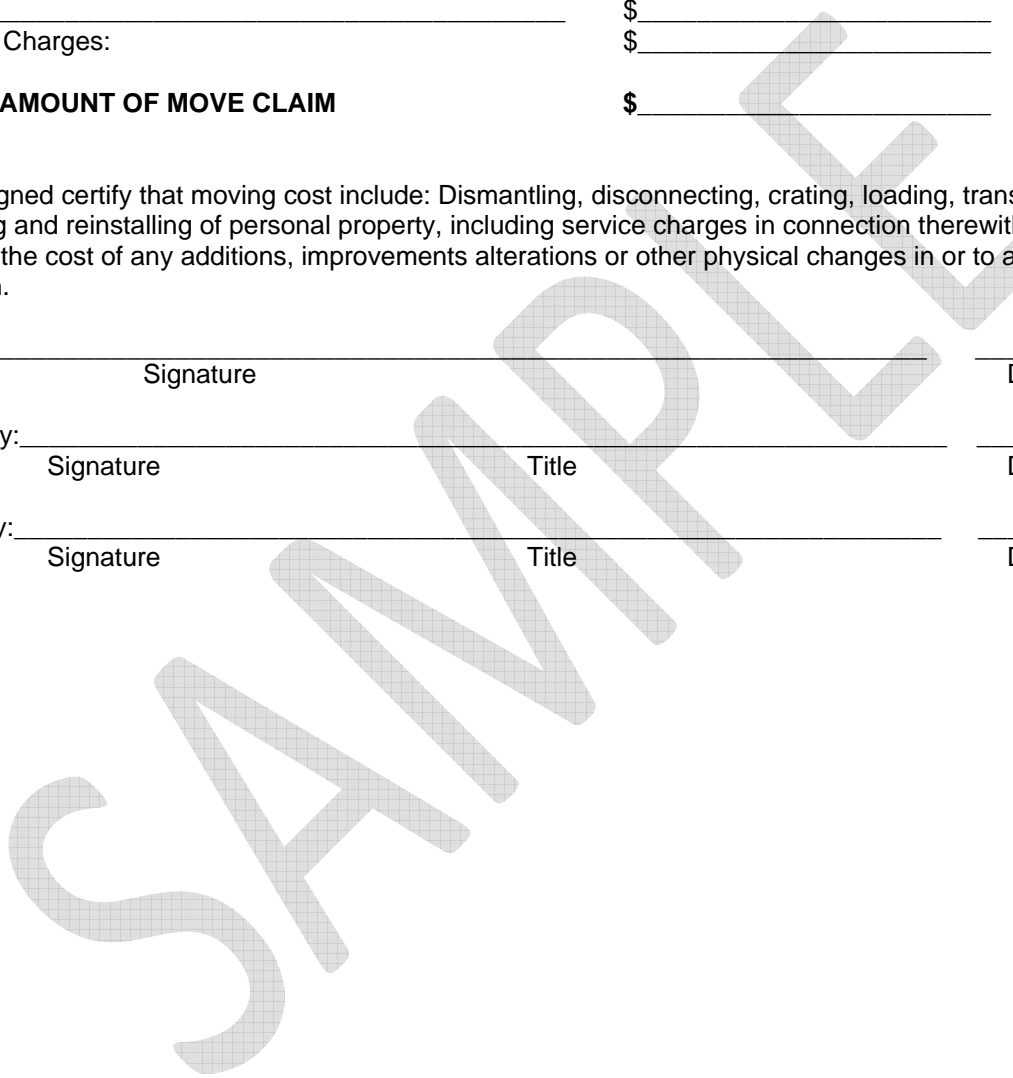 $
Charges: $
AMOUNT OF MOVE CLAIM $
gned certify that moving cost include: Dismantling, disconnecting, crating, loading, trans
g and reinstalling of personal property, including service charges in connection therewith
the cost of any additions, improvements alterations or other physical changes in or to a
.
Signature D
y:
Signature Title D
y:
Signature Title D
SAMPLE